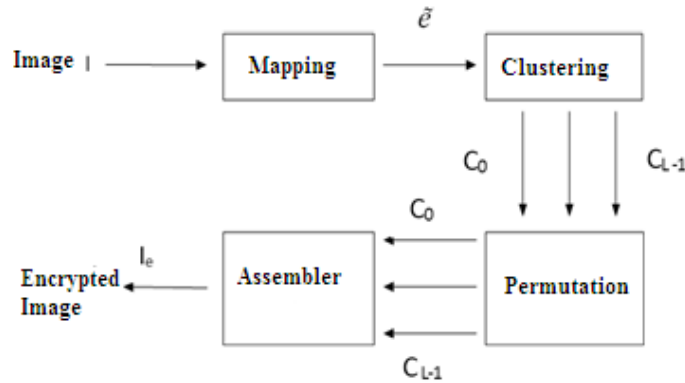 Image I
Mapping
ẽ
Clustering
C0
CL-1
C0
Permutation
Assembler
Ie
Encrypted
Image
CL-1